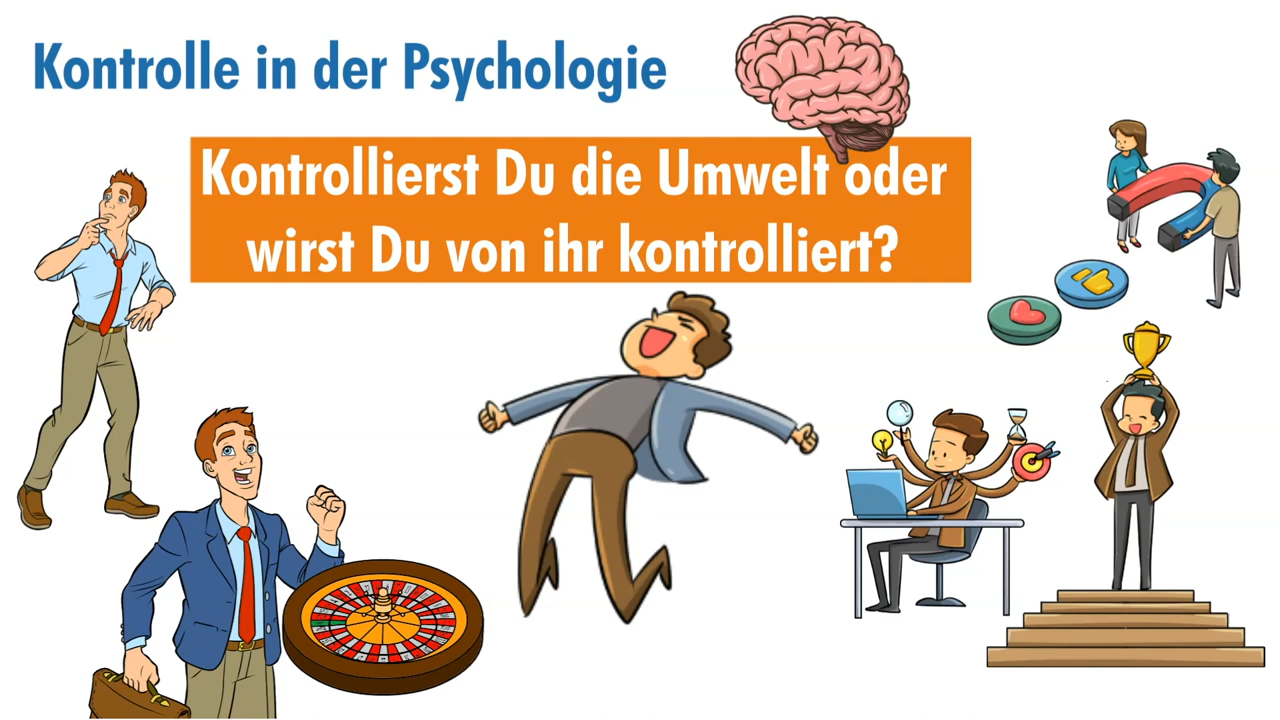 Kontrolle in der Psychologie
Kontrollierst Du die Umwelt oder
wirst Du von ihr kontrolliert?